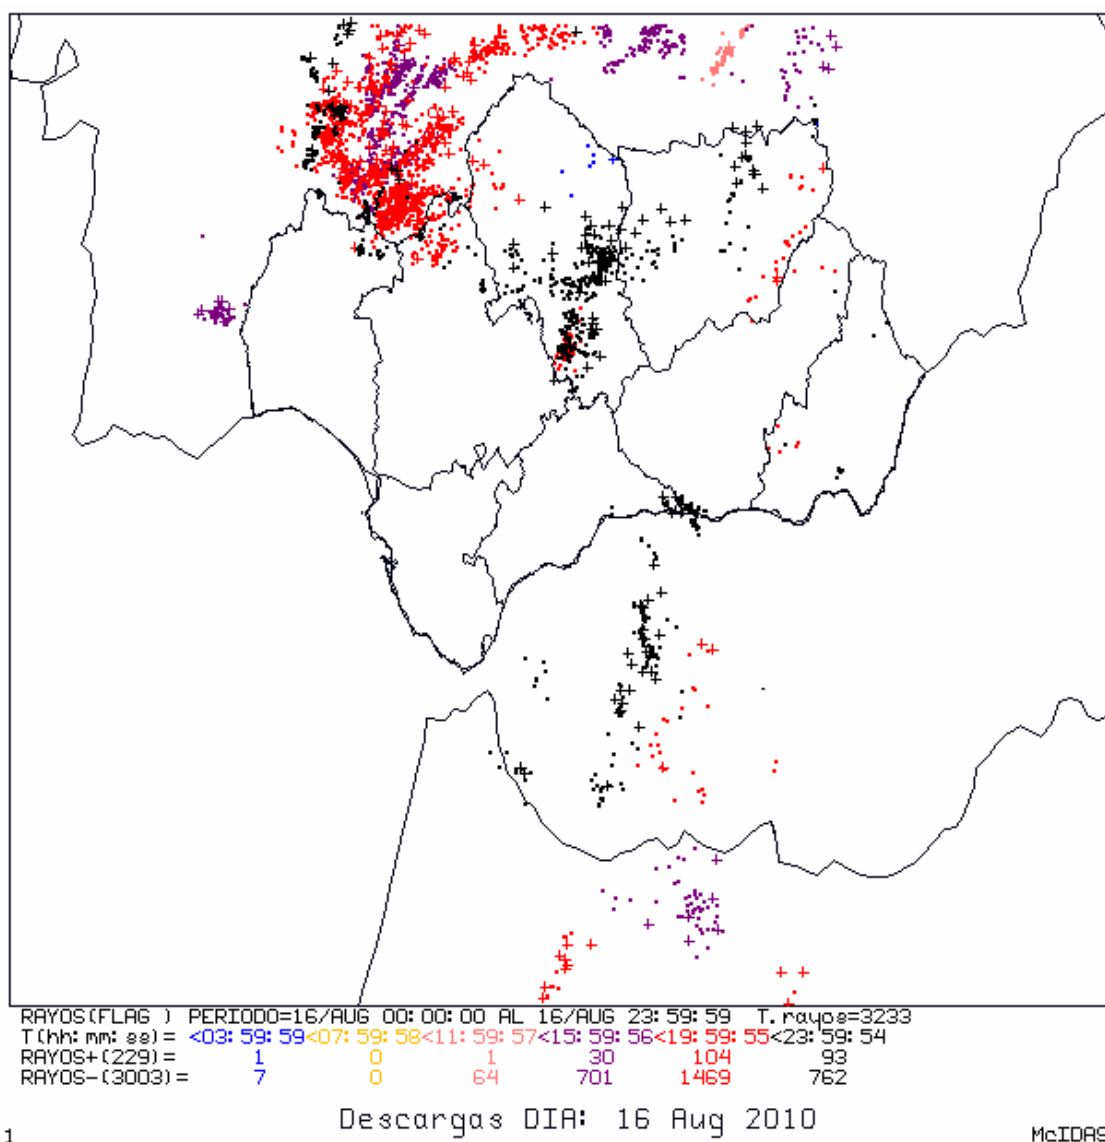 RAYOS(FLAG ) PERIODO=16/AUG 00:00:00 AL 16/AUG 23:59:59 T.rayos=3233
T(hh:mm:ss)= <03:59:59<07:59:58<11:59:57<15:59:56<19:59:55<23:59:54
RAYOS+(229)= 1 0 1 30 104 93
RAYOS-(3003)= 7 0 64 701 1469 762
Descargas DIA: 16 Aug 2010
1 McIDAS